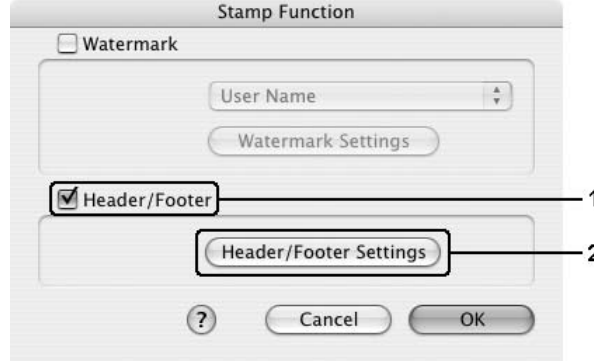 Stamp Function
Watermark
User Name
Watermark Settings
Header/Footer
1
Header/Footer Settings
2
? Cancel OK